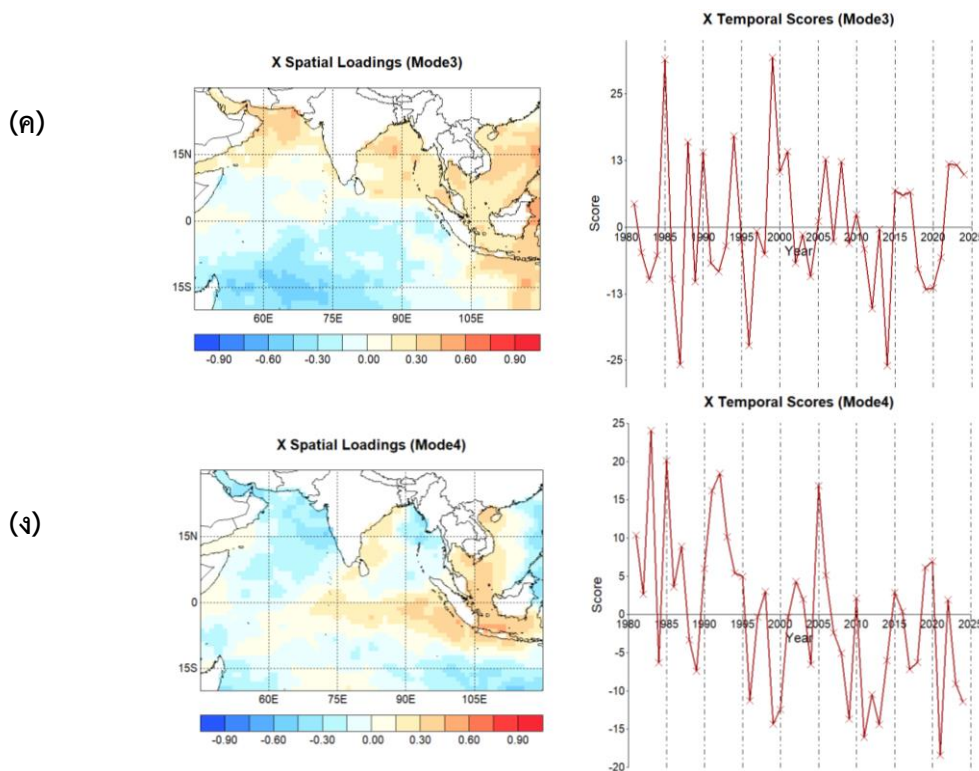 (ค)
X Spatial Loadings (Mode3)
15N
0
15S
60E 75E 90E 105E
-0.90 -0.60 -0.30 0.00 0.30 0.60 0.90
X Temporal Scores (Mode3)
Score
25
13
0
-13
-25
1980 1985 1990 1995 2000 2005 2010 2015 2020 2025
Year
(ง)
X Spatial Loadings (Mode4)
15N
0
15S
60E 75E 90E 105E
-0.90 -0.60 -0.30 0.00 0.30 0.60 0.90
X Temporal Scores (Mode4)
Score
25
20
15
10
5
0
-5
-10
-15
-20
1980 1985 1990 1995 2000 2005 2010 2015 2020 2025
Year